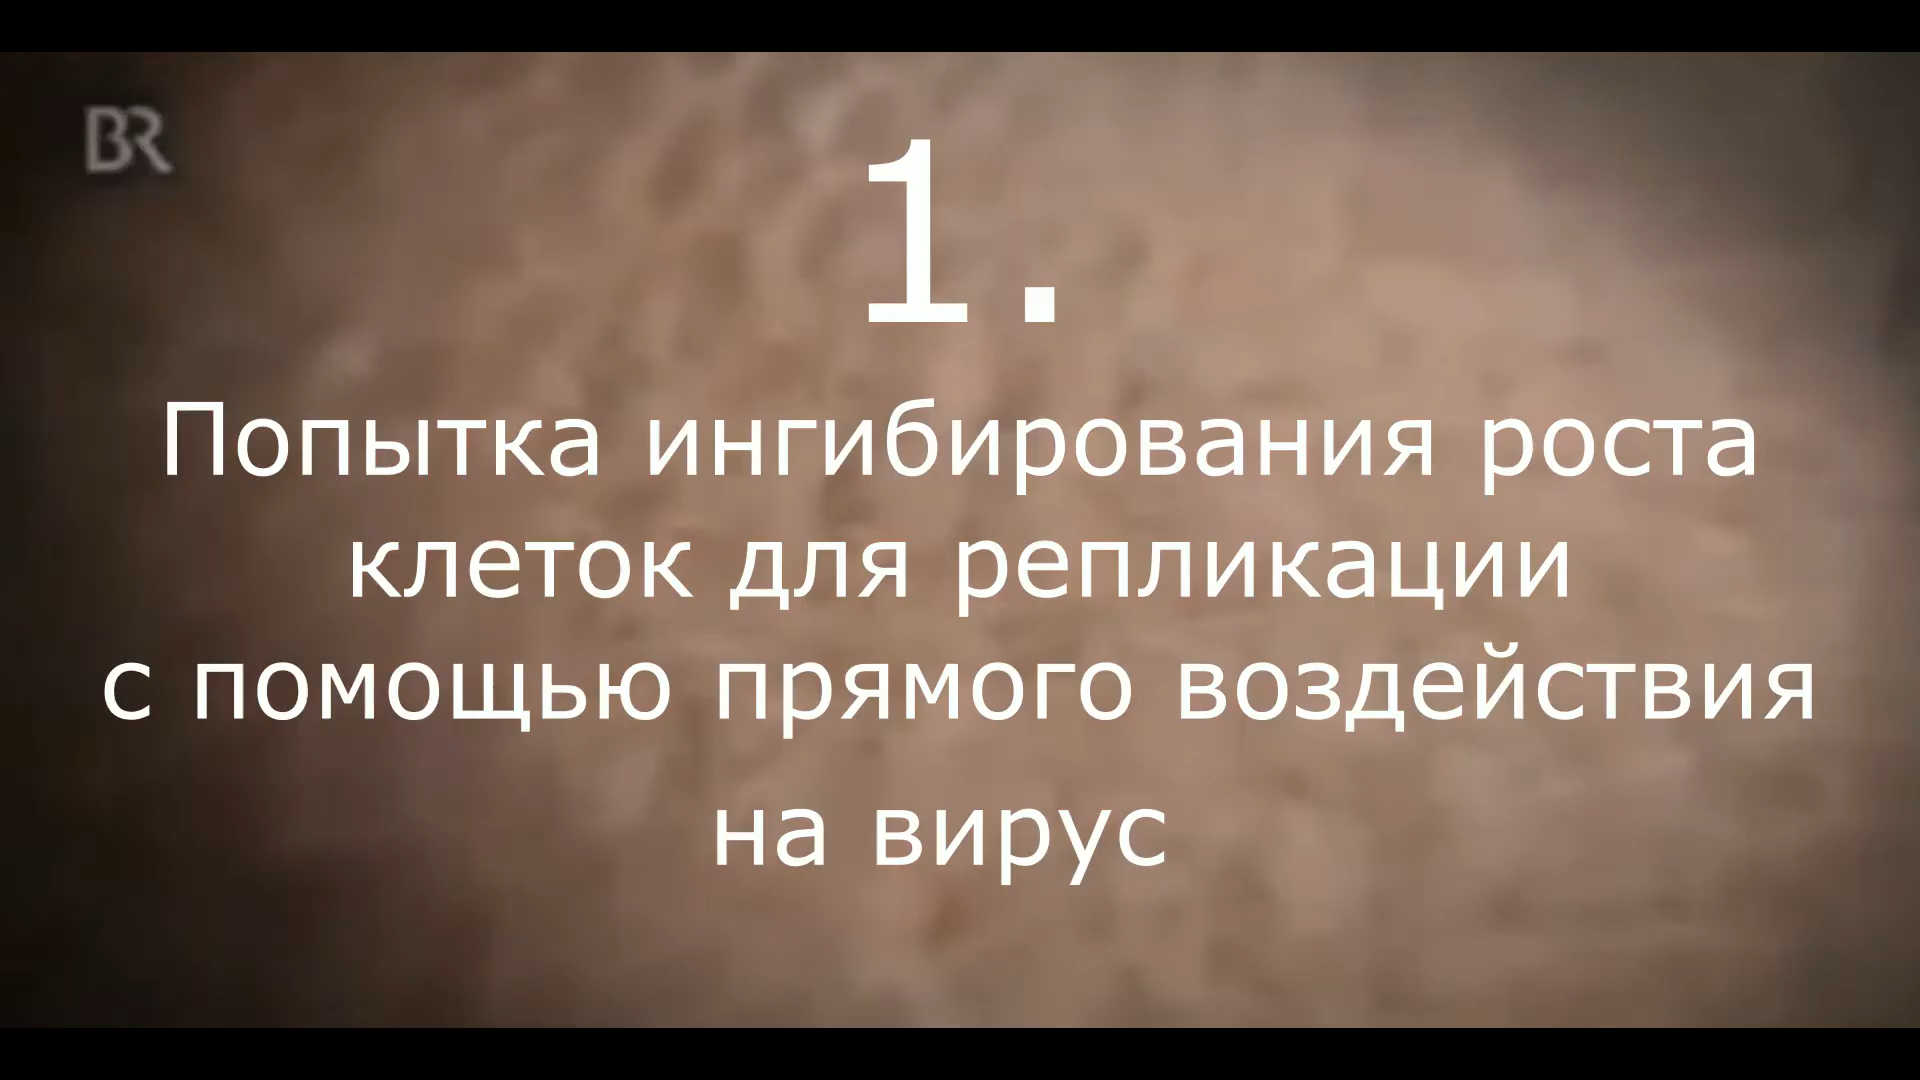 BR
1.
Попытка ингибирования роста
клеток для репликации
с помощью прямого воздействия
на вирус